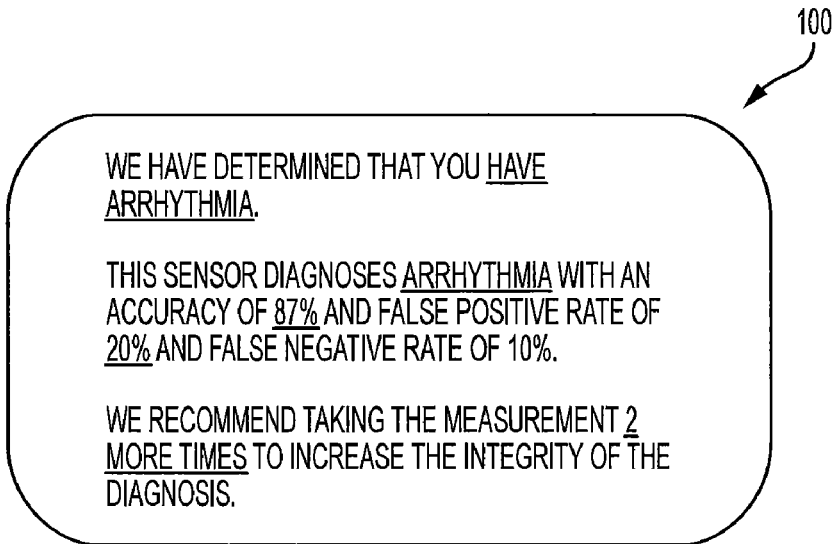 100
WE HAVE DETERMINED THAT YOU HAVE
ARRHYTHMIA.
THIS SENSOR DIAGNOSES ARRHYTHMIA WITH AN
ACCURACY OF 87% AND FALSE POSITIVE RATE OF
20% AND FALSE NEGATIVE RATE OF 10%.
WE RECOMMEND TAKING THE MEASUREMENT 2
MORE TIMES TO INCREASE THE INTEGRITY OF THE
DIAGNOSIS.